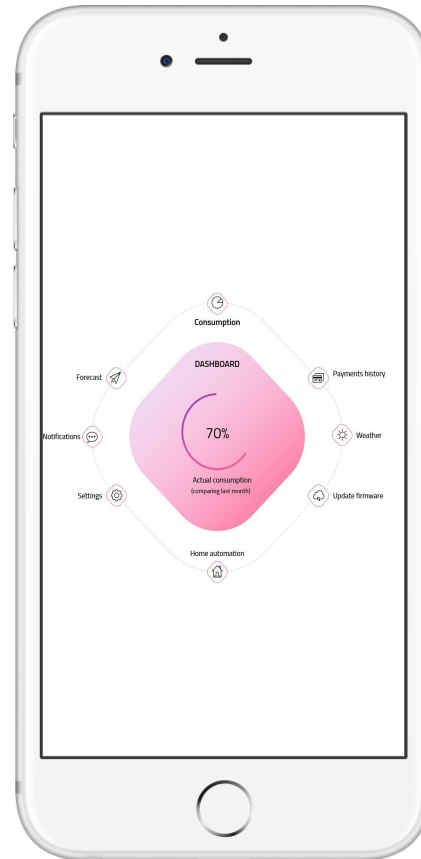 Consumption
DASHBOARD
Forecast
Payments history
70%
Notifications
Weather
Actual consumption
(comparing last month)
Settings
Update firmware
Home automation